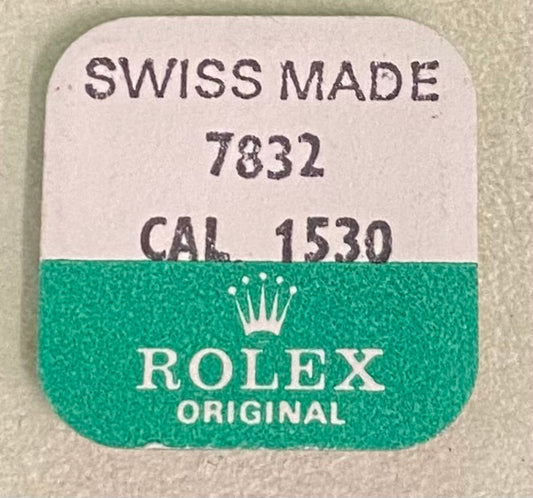 SWISS MADE
7832
CAL. 1530
ROLEX
ORIGINAL